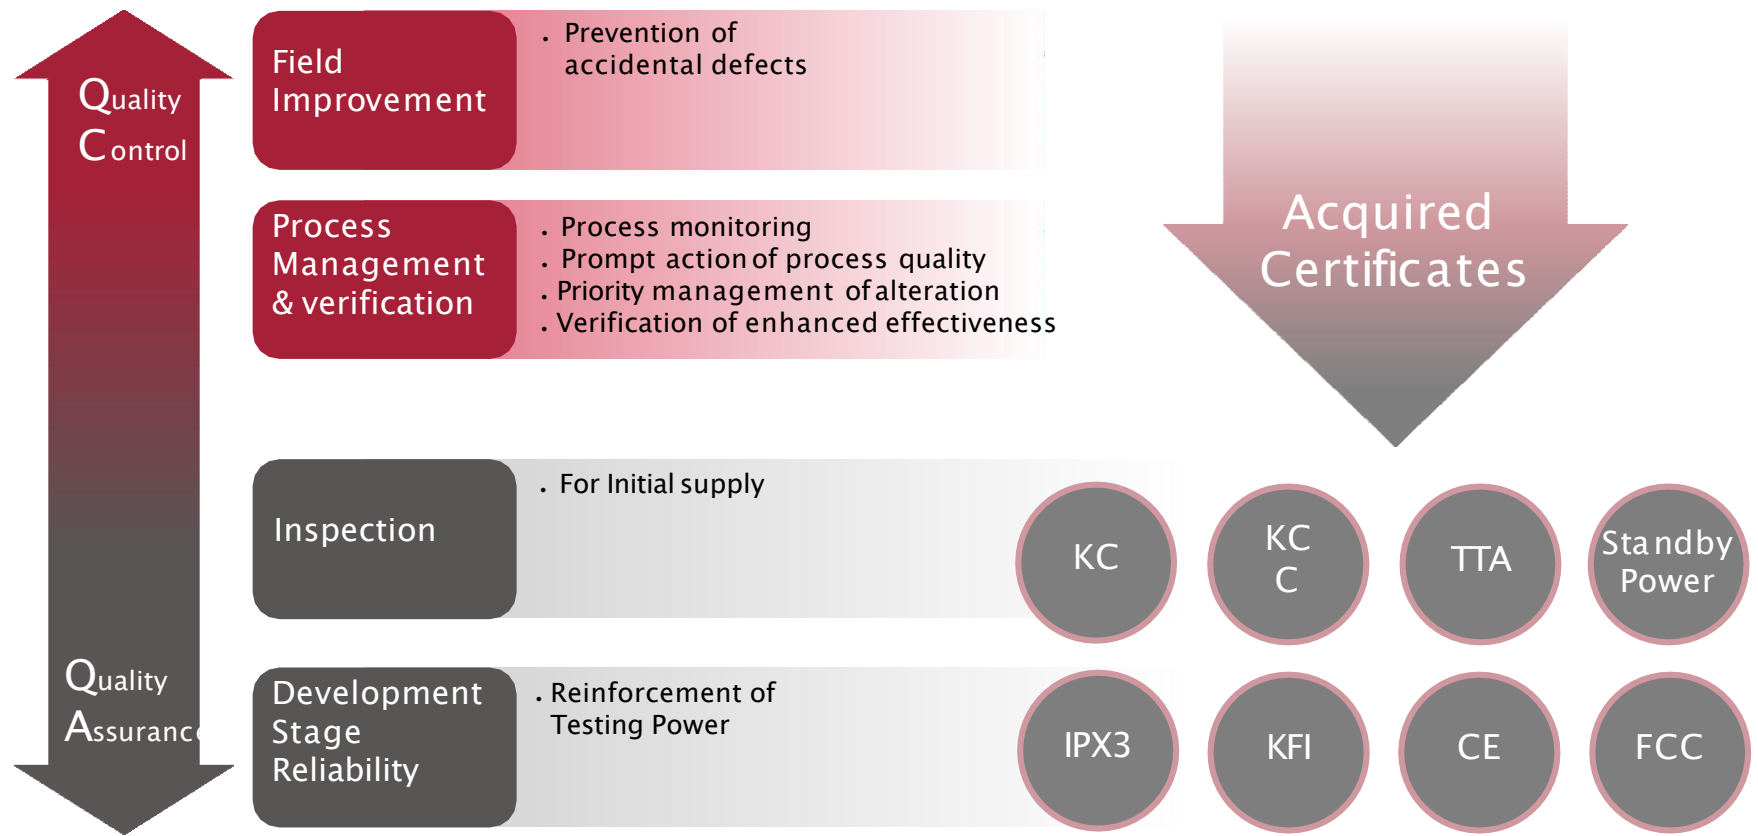 Quality
Control
Field
Improvement
. Prevention of
accidental defects
Process
Management
& verification
. Process monitoring
. Prompt action of process quality
. Priority management of alteration
. Verification of enhanced effectiveness
Acquired
Certificates
Inspection
. For Initial supply
KC
KC
C
TTA
Standby
Power
Quality
Assurance
Development
Stage
Reliability
. Reinforcement of
Testing Power
IPX3
KFI
CE
FCC